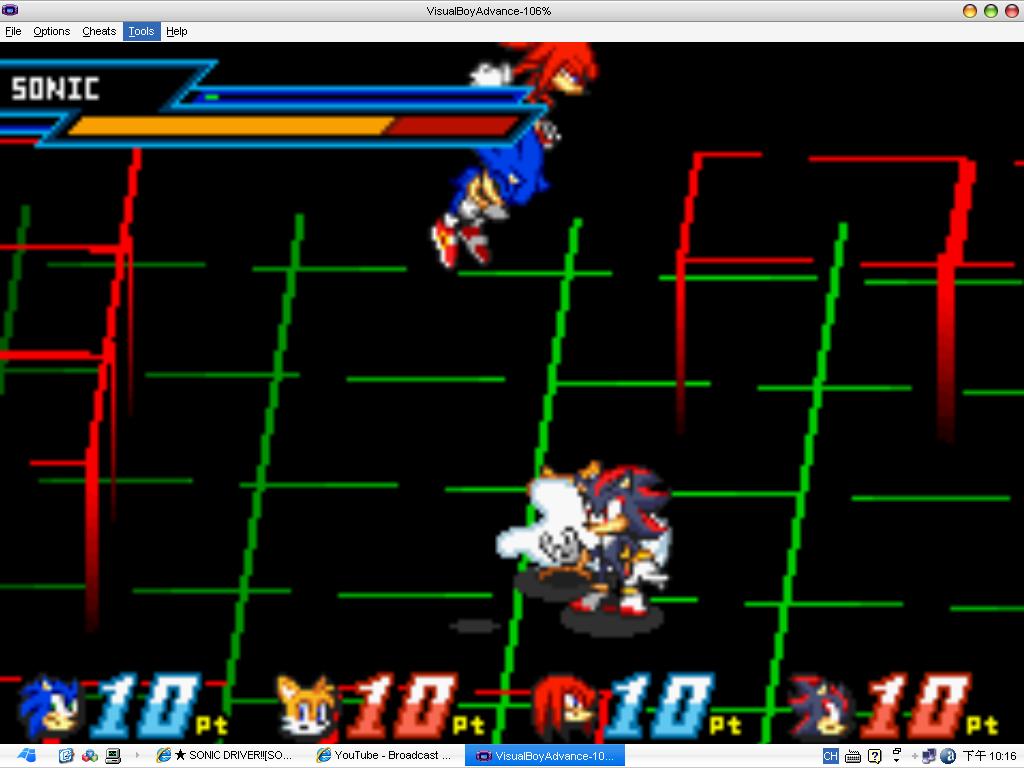 VisualBoyAdvance-106%
File Options Cheats Tools Help
SONIC
10 Pt 10 Pt 10 Pt 10 Pt
★ SONIC DRIVER!![SO... YouTube - Broadcast ... VisualBoyAdvance-10... CH 下午 10:16